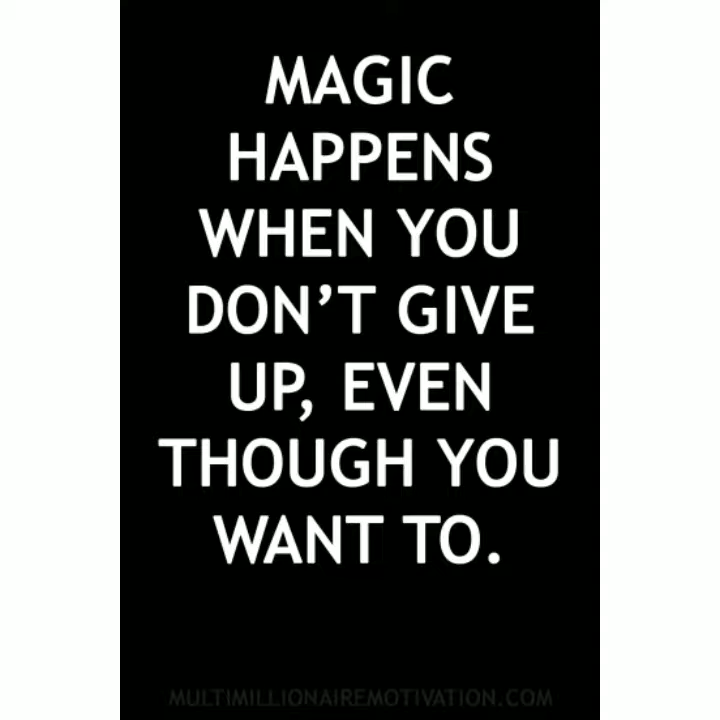 MAGIC
HAPPENS
WHEN YOU
DON’T GIVE
UP, EVEN
THOUGH YOU
WANT TO.
MULTIMILLIONAIREMOTIVATION.COM